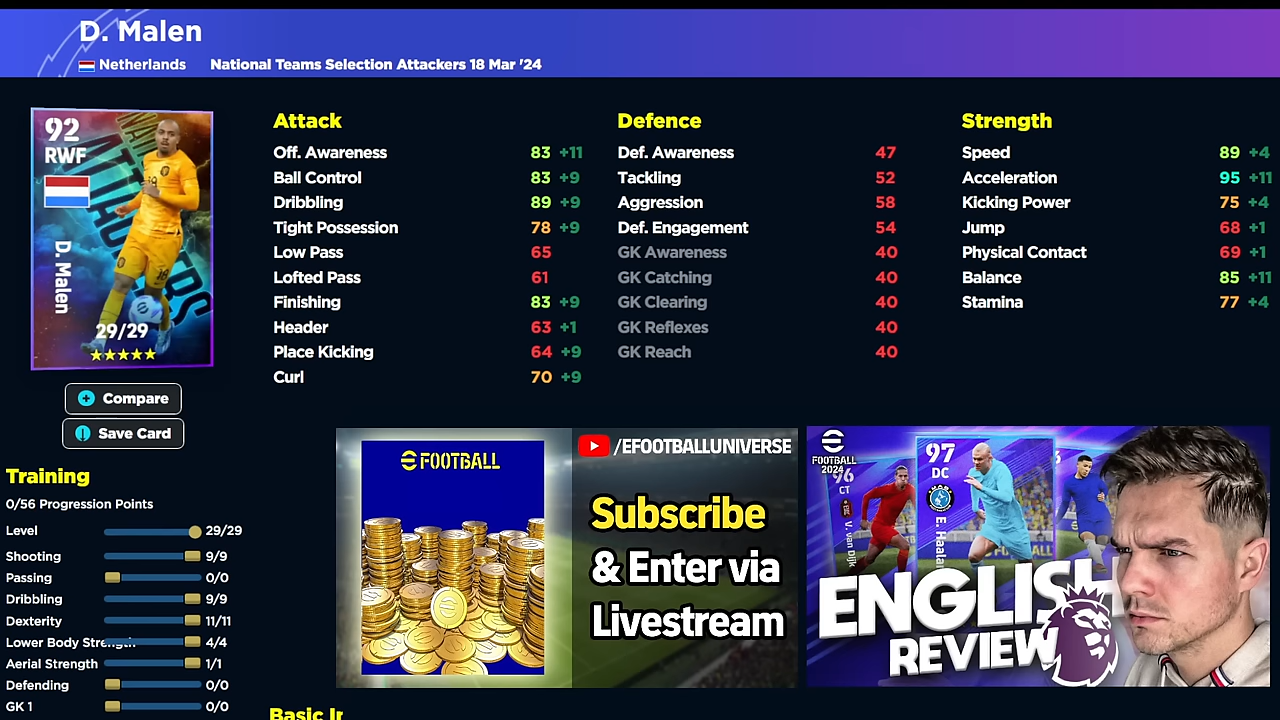 D. Malen
Netherlands National Teams Selection Attackers 18 Mar '24
92
RWF
D. Malen
29/29
Compare
Save Card
Attack
Off. Awareness 83 +11
Ball Control 83 +9
Dribbling 89 +9
Tight Possession 78 +9
Low Pass 65
Lofted Pass 61
Finishing 83 +9
Header 63 +1
Place Kicking 64 +9
Curl 70 +9
Defence
Def. Awareness 47
Tackling 52
Aggression 58
Def. Engagement 54
GK Awareness 40
GK Catching 40
GK Clearing 40
GK Reflexes 40
GK Reach 40
Strength
Speed 89 +4
Acceleration 95 +11
Kicking Power 75 +4
Jump 68 +1
Physical Contact 69 +1
Balance 85 +11
Stamina 77 +4
Training
0/56 Progression Points
Level 29/29
Shooting 9/9
Passing 0/0
Dribbling 9/9
Dexterity 11/11
Lower Body Strength 4/4
Aerial Strength 1/1
Defending 0/0
GK 1 0/0
FOOTBALL
/EFOOTBALLUNIVERSE
Subscribe
& Enter via
Livestream
FOOTBALL
2024
96
CT
V. van Dijk
97
DC
E. Haala
ENGLISH
REVIEW
Basic